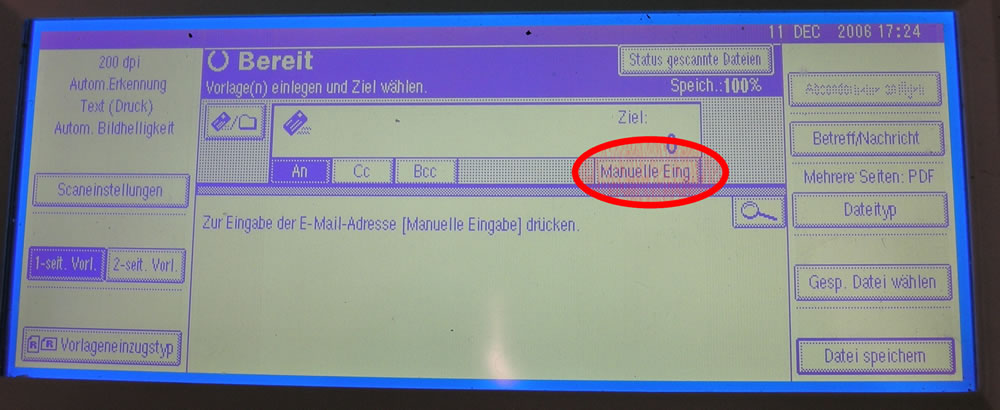 11 DEC 2006 17:24
200 dpi
Autom.Erkennung
Text (Druck)
Autom. Bildhelligkeit
Scaneinstellungen
1-seit. Vorl. 2-seit. Vorl.
Vorlageneinzugstyp
Bereit
Status gescannte Dateien
Vorlage(n) einlegen und Ziel wählen.
Speich.:100%
Ziel:
0
An Cc Bcc
Manuelle Eing.
Zur Eingabe der E-Mail-Adresse [Manuelle Eingabe] drücken.
Betreff/Nachricht
Mehrere Seiten: PDF
Dateityp
Gesp. Datei wählen
Datei speichern